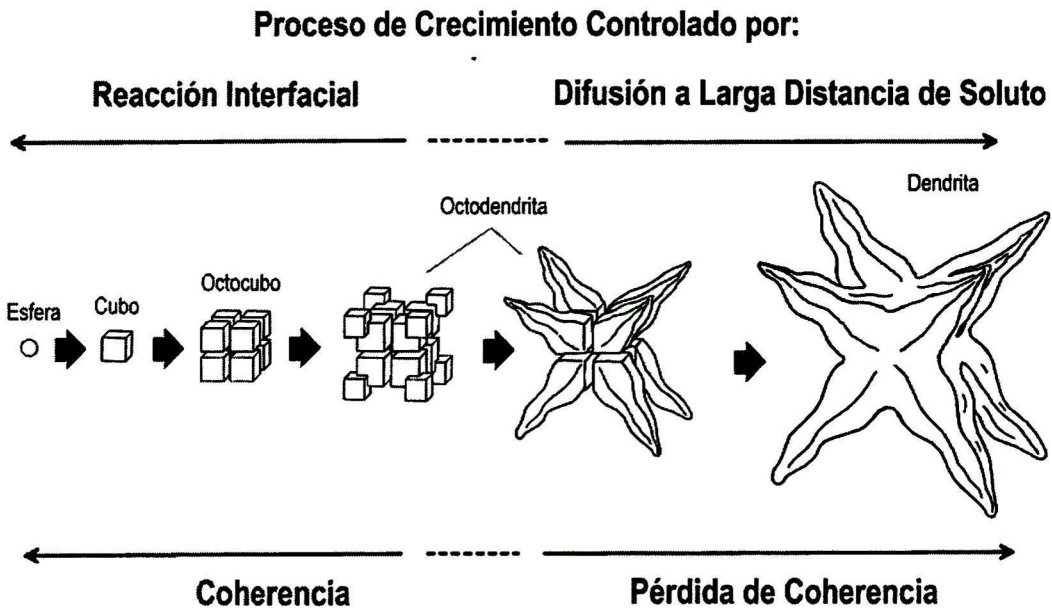 Proceso de Crecimiento Controlado por:
Reacción Interfacial
Difusión a Larga Distancia de Soluto
Dendrita
Octodendrita
Octocubo
Cubo
Esfera
Coherencia
Pérdida de Coherencia